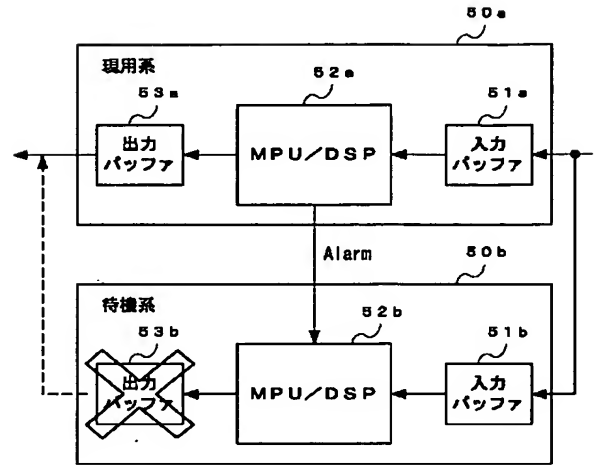 50a
現用系
53a
52a
51a
出力
バッファ
MPU/DSP
入力
バッファ
Alarm
50b
待機系
53b
52b
51b
出力
バッファ
MPU/DSP
入力
バッファ